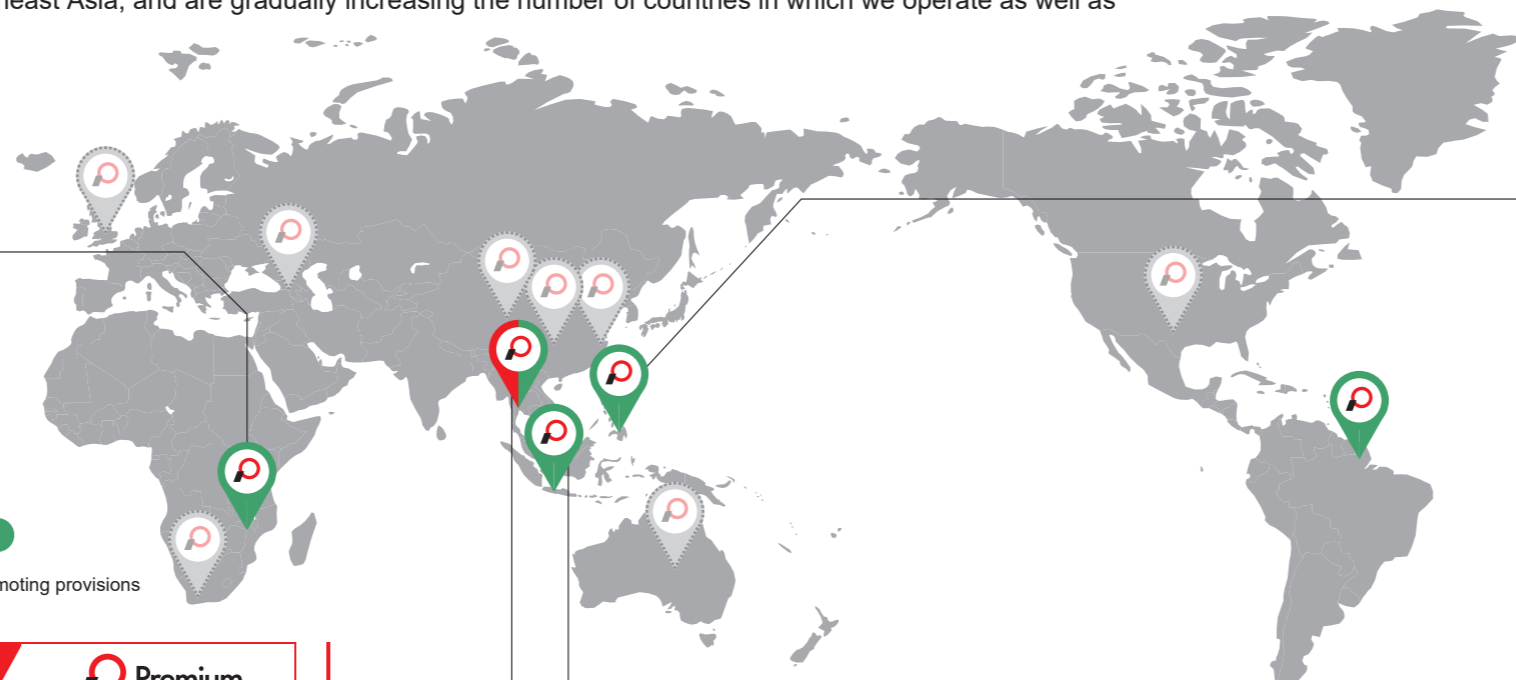 east Asia, and are gradually increasing the number of countries in which we operate as well as
moting provisions
Premium